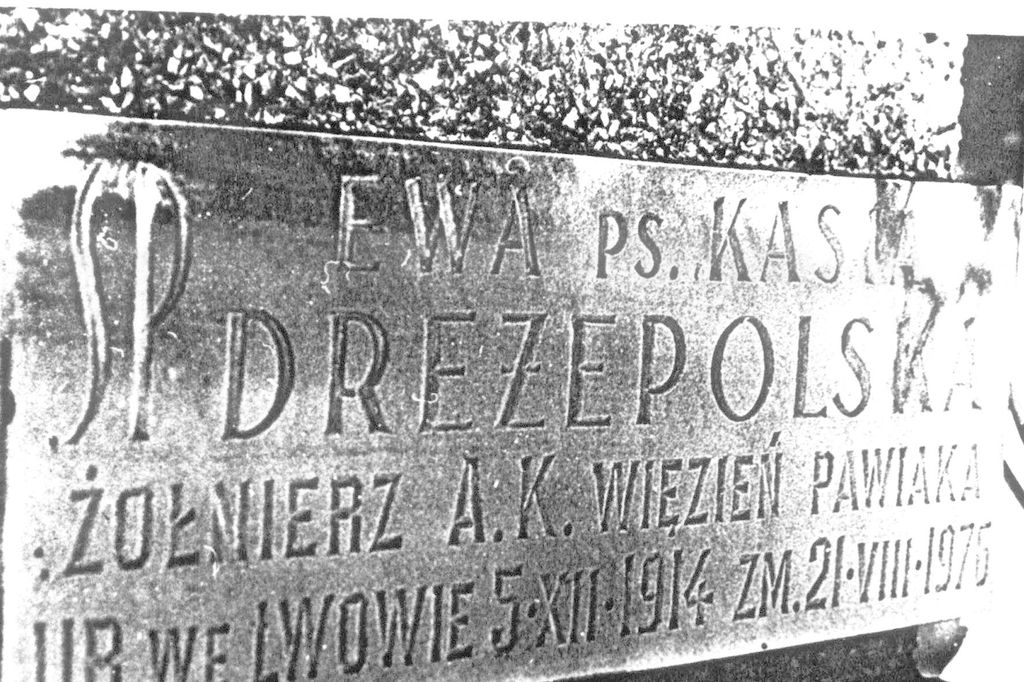 EWA PS. KASIA
DREŻEPOLSKA
ŻOŁNIERZ A.K. WIĘZIEŃ PAWIAKA
UR WE LWOWIE 5·XII·1914 ZM. 21·VIII·1975